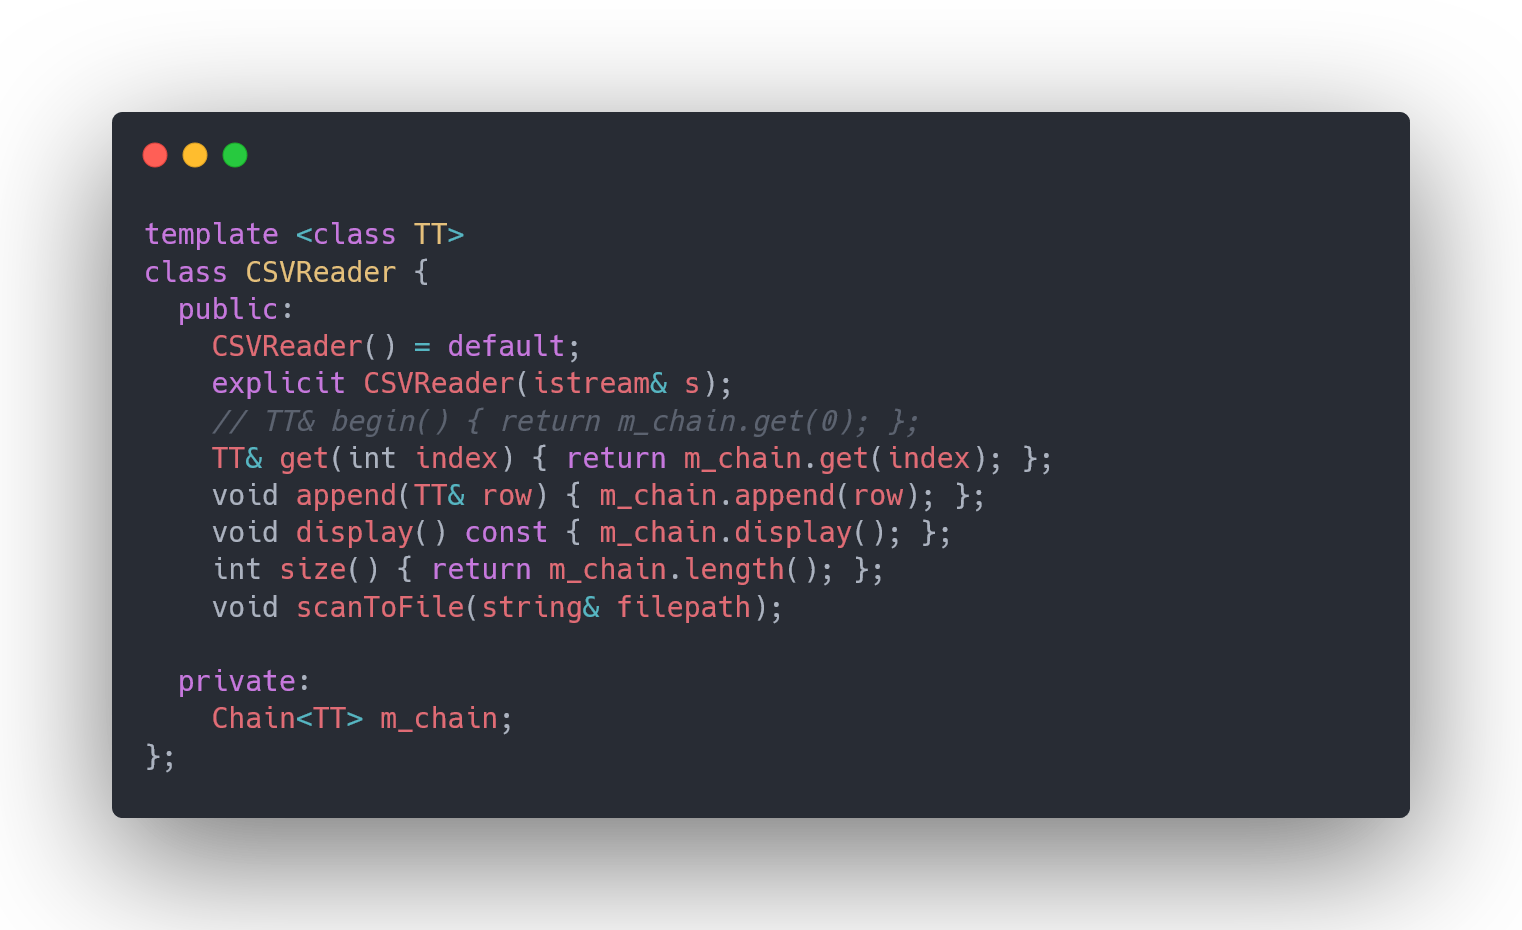 template <class TT>
class CSVReader {
  public:
    CSVReader() = default;
    explicit CSVReader(istream& s);
    // TT& begin() { return m_chain.get(0); };
    TT& get(int index) { return m_chain.get(index); };
    void append(TT& row) { m_chain.append(row); };
    void display() const { m_chain.display(); };
    int size() { return m_chain.length(); };
    void scanToFile(string& filepath);

  private:
    Chain<TT> m_chain;
};